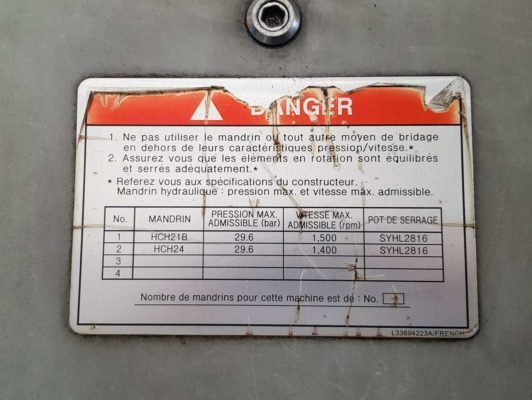 DANGER
1. Ne pas utiliser le mandrin ou tout autre moyen de bridage
en dehors de leurs caractéristiques pression/vitesse.*
2. Assurez vous que les éléments en rotation sont équilibrés
et serrés adéquatement.*
* Referez vous aux spécifications du constructeur.
Mandrin hydraulique : pression max. et vitesse max. admissible.
No. MANDRIN PRESSION MAX. ADMISSIBLE (bar) VITESSE MAX. ADMISSIBLE (rpm) POT DE SERRAGE
1 HCH21B 29.6 1,500 SYHL2816
2 HCH24 29.6 1,400 SYHL2816
3
4
Nombre de mandrins pour cette machine est de : No.
L33694223A/FRENCH